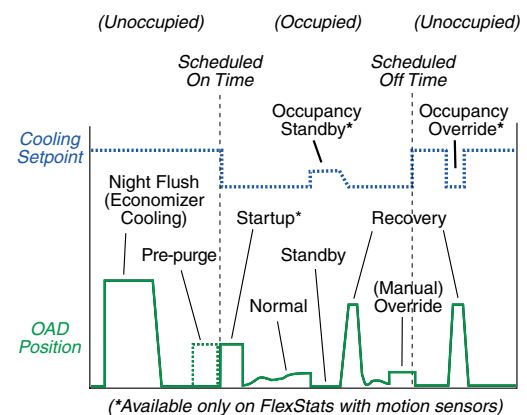 (Unoccupied)
(Occupied)
(Unoccupied)
Scheduled
On Time
Scheduled
Off Time
Occupancy
Standby*
Occupancy
Override*
Cooling
Setpoint
Night Flush
(Economizer
Cooling)
Startup*
Recovery
Pre-purge
Standby
Normal
(Manual)
Override
OAD
Position
(*Available only on FlexStats with motion sensors)